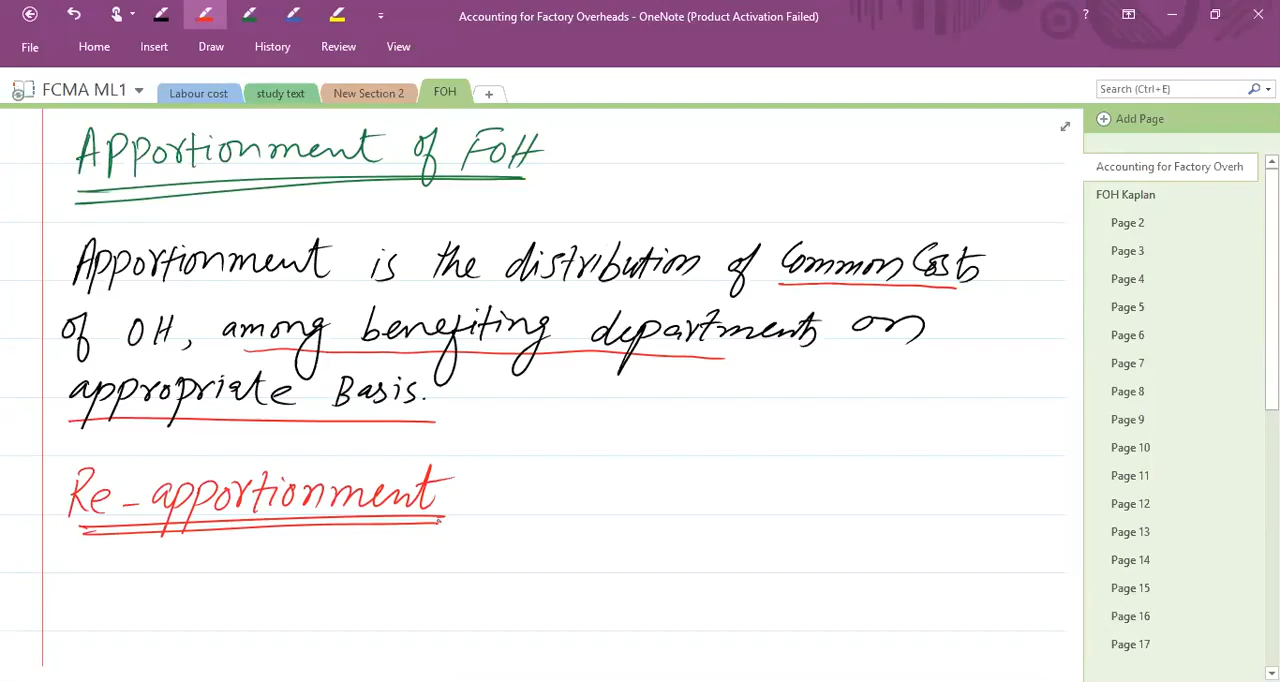 Accounting for Factory Overheads - OneNote (Product Activation Failed)
?
File Home Insert Draw History Review View
FCMA ML1 Labour cost study text New Section 2 FOH +
Search (Ctrl+E)
Add Page
Accounting for Factory Overh
FOH Kaplan
Page 2
Page 3
Page 4
Page 5
Page 6
Page 7
Page 8
Page 9
Page 10
Page 11
Page 12
Page 13
Page 14
Page 15
Page 16
Page 17
Apportionment of FOH
Apportionment is the distribution of Common Costs
of OH, among benefiting departments on
appropriate Basis.
Re-apportionment